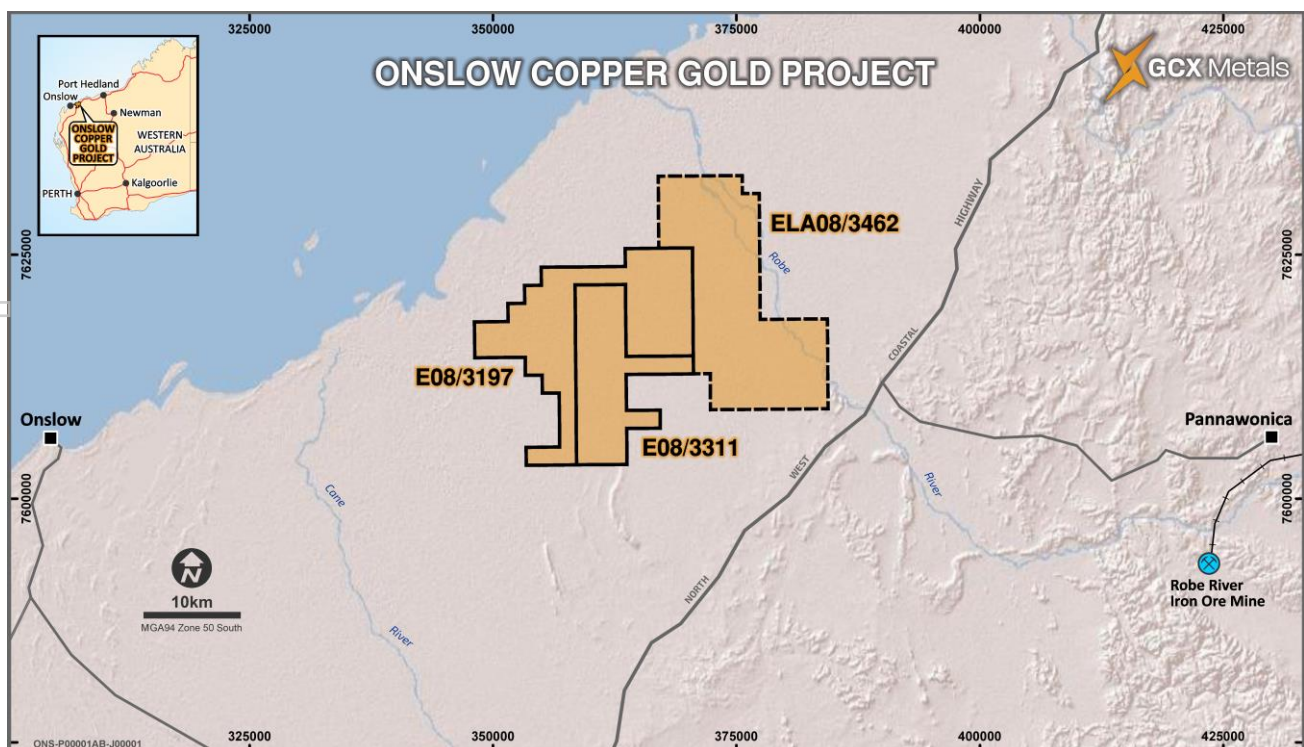 325000
350000
375000
400000
425000
ONSLOW COPPER GOLD PROJECT
GCX Metals
Port Hedland
Onslow
Newman
ONSLOW
COPPER
GOLD
PROJECT
WESTERN
AUSTRALIA
Kalgoorlie
PERTH
7625000
7625000
ELA08/3462
Robe
HIGHWAY
COASTAL
E08/3197
E08/3311
Onslow
Pannawonica
WEST
7600000
7600000
Cane
River
River
N
10km
MGA94 Zone 50 South
NORTH
Robe River
Iron Ore Mine
River
ONS-P00001AB-J00001
325000
350000
375000
400000
425000